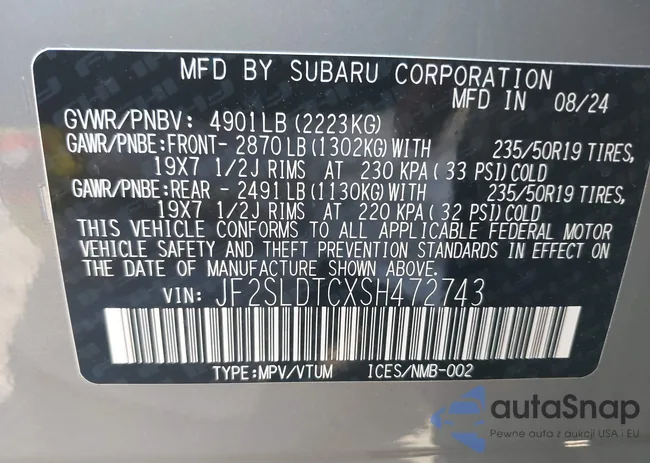 MFD BY SUBARU CORPORATION
MFD IN 08/24
GVWR/PNBV: 4901LB(2223KG)
GAWR/PNBE:FRONT- 2870LB(1302KG)WITH 235/50R19 TIRES,
19X7 1/2J RIMS AT 230 KPA(33 PSI)COLD
GAWR/PNBE:REAR - 2491LB(1130KG)WITH 235/50R19 TIRES,
19X7 1/2J RIMS AT 220 KPA(32 PSI)COLD
THIS VEHICLE CONFORMS TO ALL APPLICABLE FEDERAL MOTOR
VEHICLE SAFETY AND THEFT PREVENTION STANDARDS IN EFFECT ON
THE DATE OF MANUFACTURE SHOWN ABOVE.
VIN: JF2SLDTCXSH472743
TYPE:MPV/VTUM ICES/NMB-002
autoSnap
Pewne auta z aukcji USA i EU